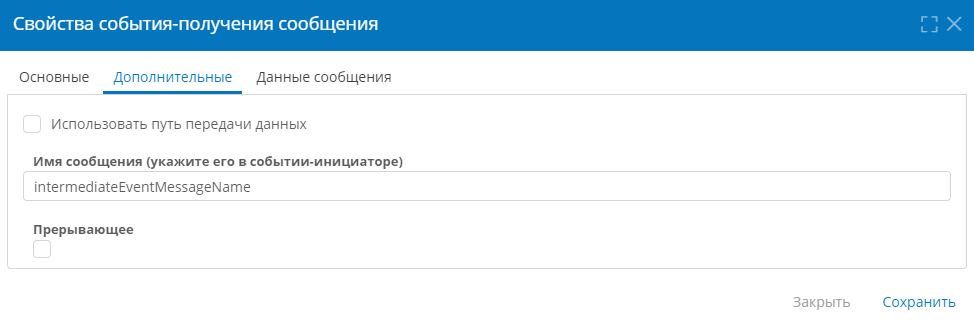 Свойства события-получения сообщения
Основные Дополнительные Данные сообщения
Использовать путь передачи данных
Имя сообщения (укажите его в событии-инициаторе)
intermediateEventMessageName
Прерывающее
Закрыть Сохранить